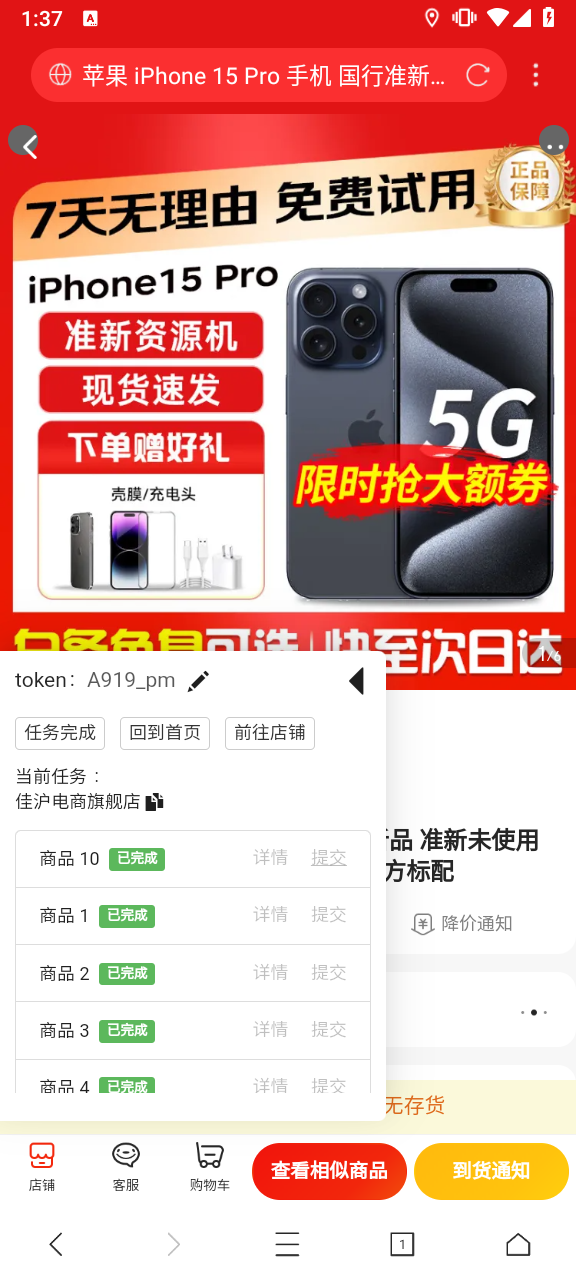 1:37
A
苹果 iPhone 15 Pro 手机 国行准新...
正品
保障
7天无理由 免费试用
iPhone15 Pro
准新资源机
现货速发
下单赠好礼
壳膜/充电头
5G
限时抢大额券
可选 快至次日达
1/6
token: A919_pm
任务完成
回到首页
前往店铺
当前任务：
佳沪电商旗舰店
商品 10 已完成 详情 提交
商品 1 已完成 详情 提交
商品 2 已完成 详情 提交
商品 3 已完成 详情 提交
商品 4 已完成 详情 提交
品 准新未使用
方标配
降价通知
无存货
店铺
客服
购物车
查看相似商品
到货通知
1